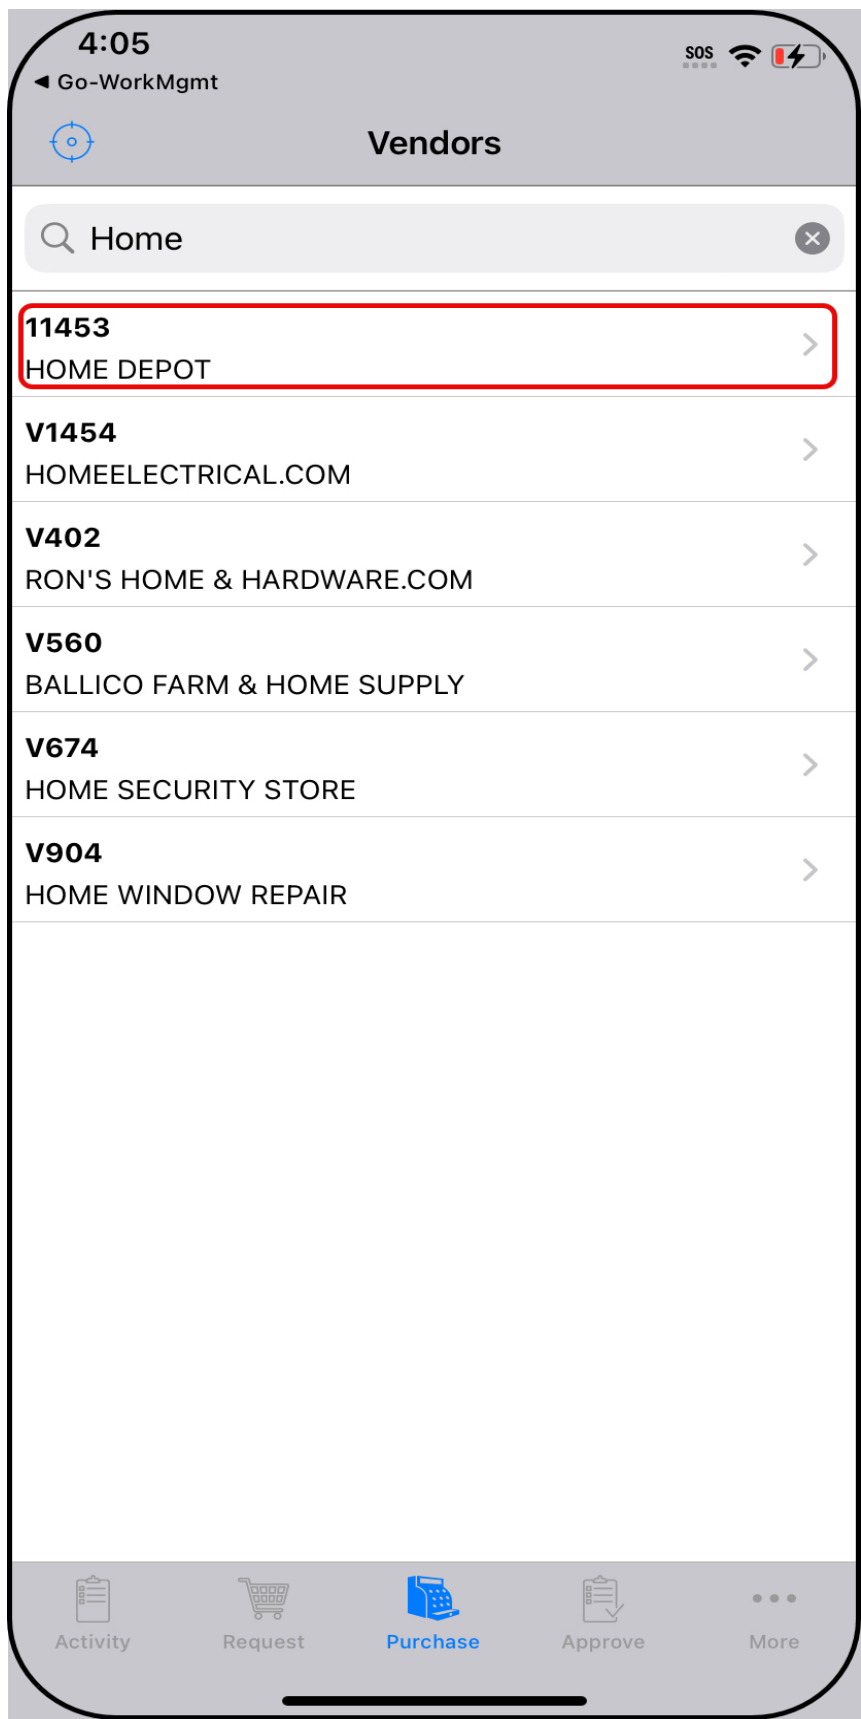 4:05
SOS
◀ Go-WorkMgmt
Vendors
Home
11453
HOME DEPOT
V1454
HOMEELECTRICAL.COM
V402
RON'S HOME & HARDWARE.COM
V560
BALLICO FARM & HOME SUPPLY
V674
HOME SECURITY STORE
V904
HOME WINDOW REPAIR
Activity
Request
Purchase
Approve
More